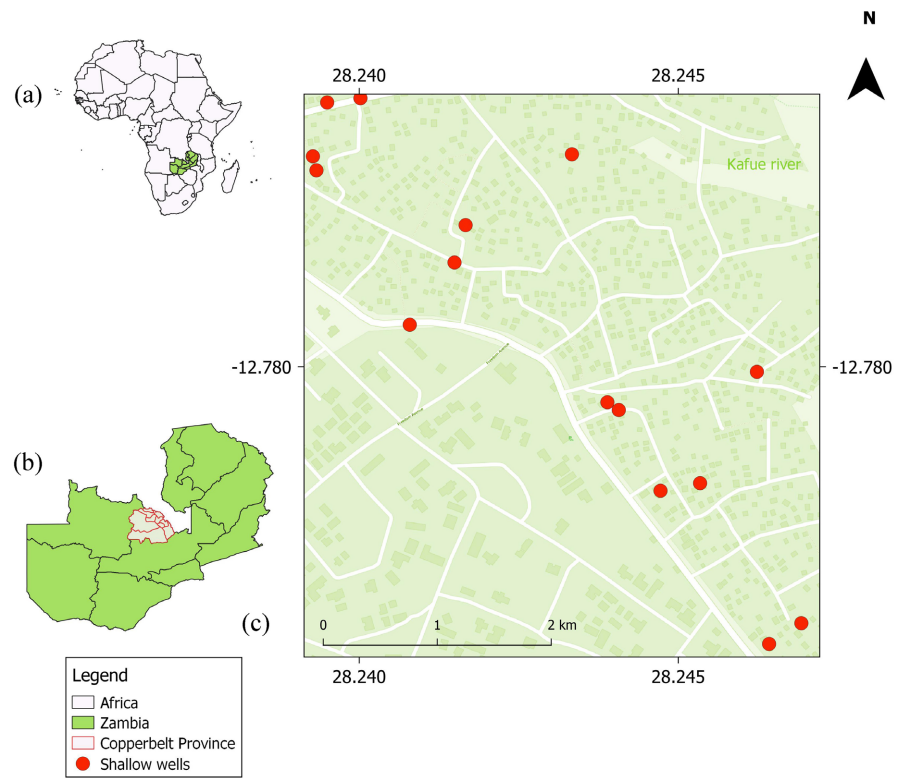 N
28.240
28.245
(a)
Kafue river
-12.780
-12.780
(b)
(c)
0
1
2 km
28.240
28.245
Legend
Africa
Zambia
Copperbelt Province
Shallow wells